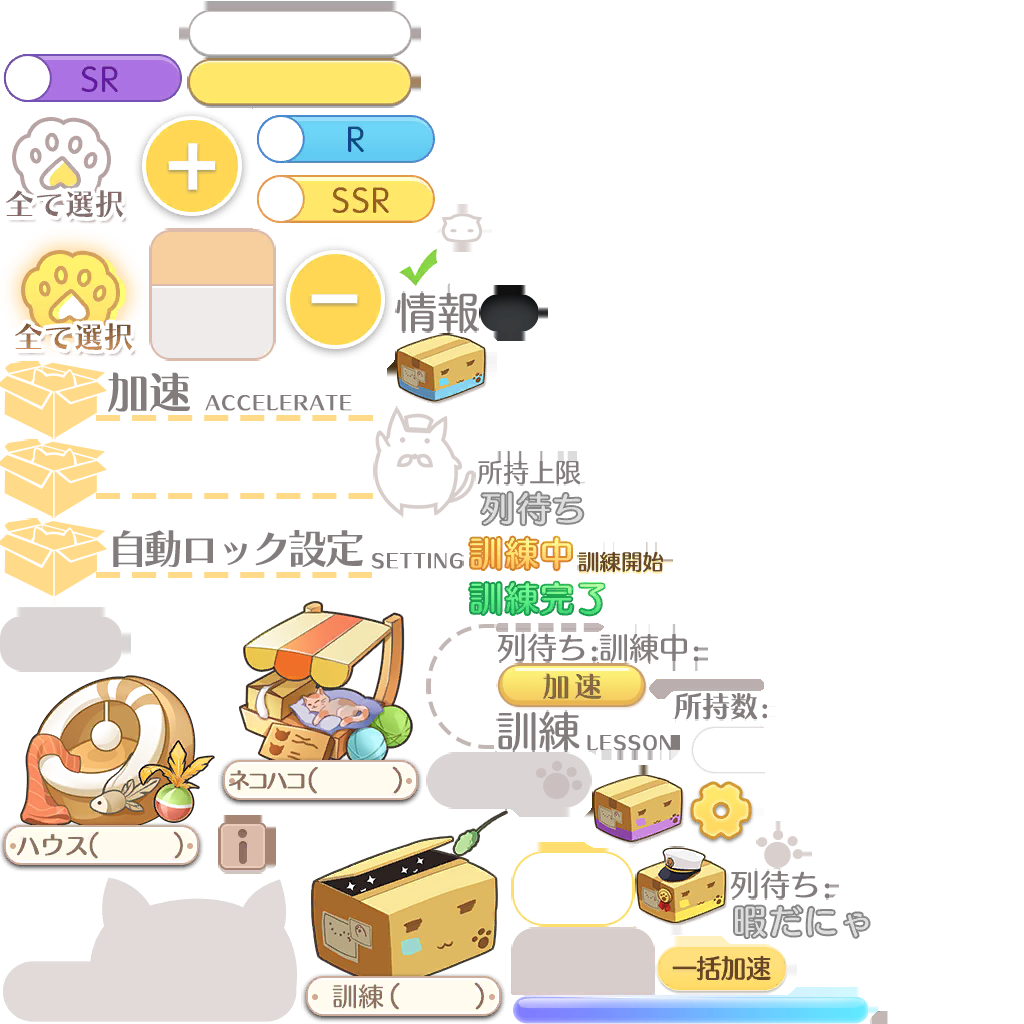 SR
R
全て選択
SSR
情報
全て選択
加速 ACCELERATE
所持上限
列待ち
自動ロック設定 SETTING
訓練中
訓練開始
訓練完了
列待ち:
訓練中:
加速
所持数:
訓練 LESSON
ネコハコ( )
ハウス( )
列待ち:
暇だにゃ
一括加速
訓練( )